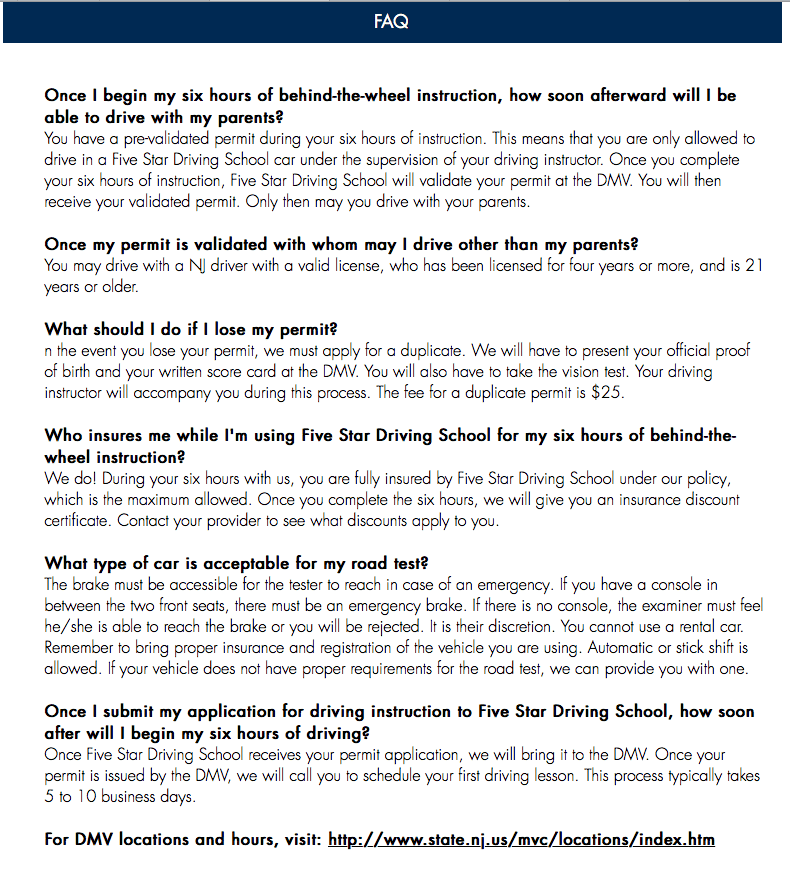 FAQ
Once I begin my six hours of behind-the-wheel instruction, how soon afterward will I be
able to drive with my parents?
You have a pre-validated permit during your six hours of instruction. This means that you are only allowed to
drive in a Five Star Driving School car under the supervision of your driving instructor. Once you complete
your six hours of instruction, Five Star Driving School will validate your permit at the DMV. You will then
receive your validated permit. Only then may you drive with your parents.
Once my permit is validated with whom may I drive other than my parents?
You may drive with a NJ driver with a valid license, who has been licensed for four years or more, and is 21
years or older.
What should I do if I lose my permit?
n the event you lose your permit, we must apply for a duplicate. We will have to present your official proof
of birth and your written score card at the DMV. You will also have to take the vision test. Your driving
instructor will accompany you during this process. The fee for a duplicate permit is $25.
Who insures me while I'm using Five Star Driving School for my six hours of behind-the-
wheel instruction?
We do! During your six hours with us, you are fully insured by Five Star Driving School under our policy,
which is the maximum allowed. Once you complete the six hours, we will give you an insurance discount
certificate. Contact your provider to see what discounts apply to you.
What type of car is acceptable for my road test?
The brake must be accessible for the tester to reach in case of an emergency. If you have a console in
between the two front seats, there must be an emergency brake. If there is no console, the examiner must feel
he/she is able to reach the brake or you will be rejected. It is their discretion. You cannot use a rental car.
Remember to bring proper insurance and registration of the vehicle you are using. Automatic or stick shift is
allowed. If your vehicle does not have proper requirements for the road test, we can provide you with one.
Once I submit my application for driving instruction to Five Star Driving School, how soon
after will I begin my six hours of driving?
Once Five Star Driving School receives your permit application, we will bring it to the DMV. Once your
permit is issued by the DMV, we will call you to schedule your first driving lesson. This process typically takes
5 to 10 business days.
For DMV locations and hours, visit: http://www.state.nj.us/mvc/locations/index.htm